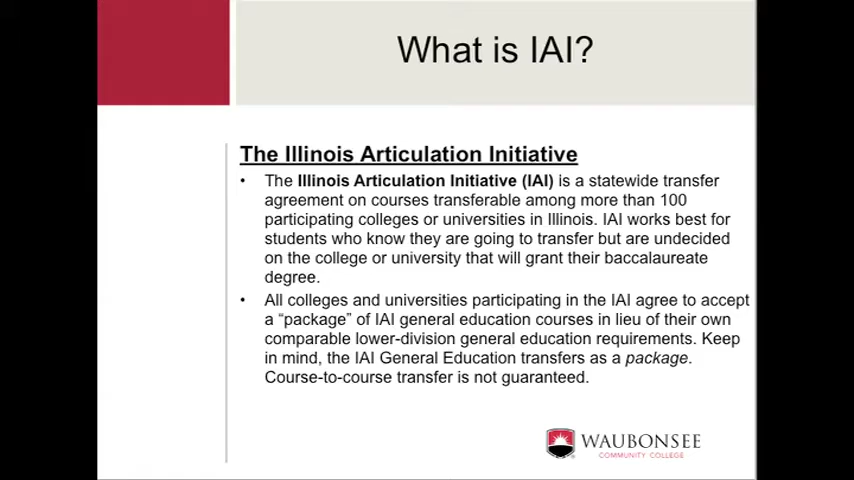 What is IAI?
The Illinois Articulation Initiative
• The Illinois Articulation Initiative (IAI) is a statewide transfer
agreement on courses transferable among more than 100
participating colleges or universities in Illinois. IAI works best for
students who know they are going to transfer but are undecided
on the college or university that will grant their baccalaureate
degree.
• All colleges and universities participating in the IAI agree to accept
a “package” of IAI general education courses in lieu of their own
comparable lower-division general education requirements. Keep
in mind, the IAI General Education transfers as a package.
Course-to-course transfer is not guaranteed.
WAUBONSEE
COMMUNITY COLLEGE